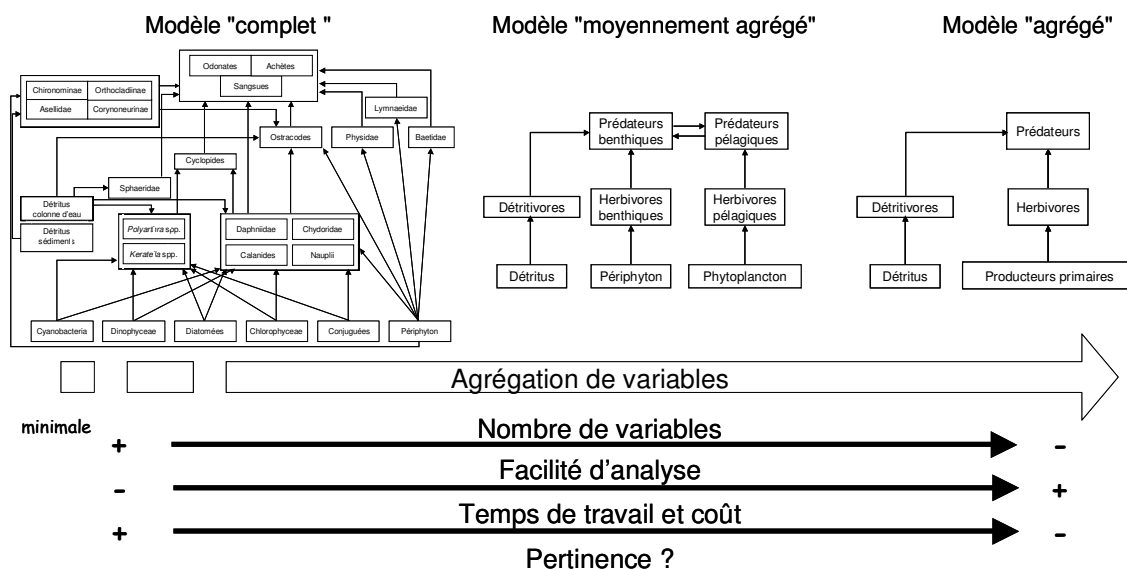 Modèle "complet "
Modèle "moyennement agrégé"
Modèle "agrégé"
Odonates
Achètes
Sangsues
Chironominae
Orthocladiinae
Asellidae
Corynoneurinae
Lymnaeidae
Ostracodes
Physidae
Baetidae
Cyclopides
Sphaeridae
Détritus
colonne d'eau
Détritus
sédiments
Polyartra spp.
Daphniidae
Chydoridae
Keratella spp.
Calanides
Nauplii
Cyanobacteria
Dinophyceae
Diatomées
Chlorophyceae
Conjuguées
Périphyton
Prédateurs
benthiques
Prédateurs
pélagiques
Détritivores
Herbivores
benthiques
Herbivores
pélagiques
Détritus
Périphyton
Phytoplancton
Prédateurs
Détritivores
Herbivores
Détritus
Producteurs primaires
Agrégation de variables
minimale
+ Nombre de variables -
- Facilité d'analyse +
+ Temps de travail et coût -
Pertinence ?